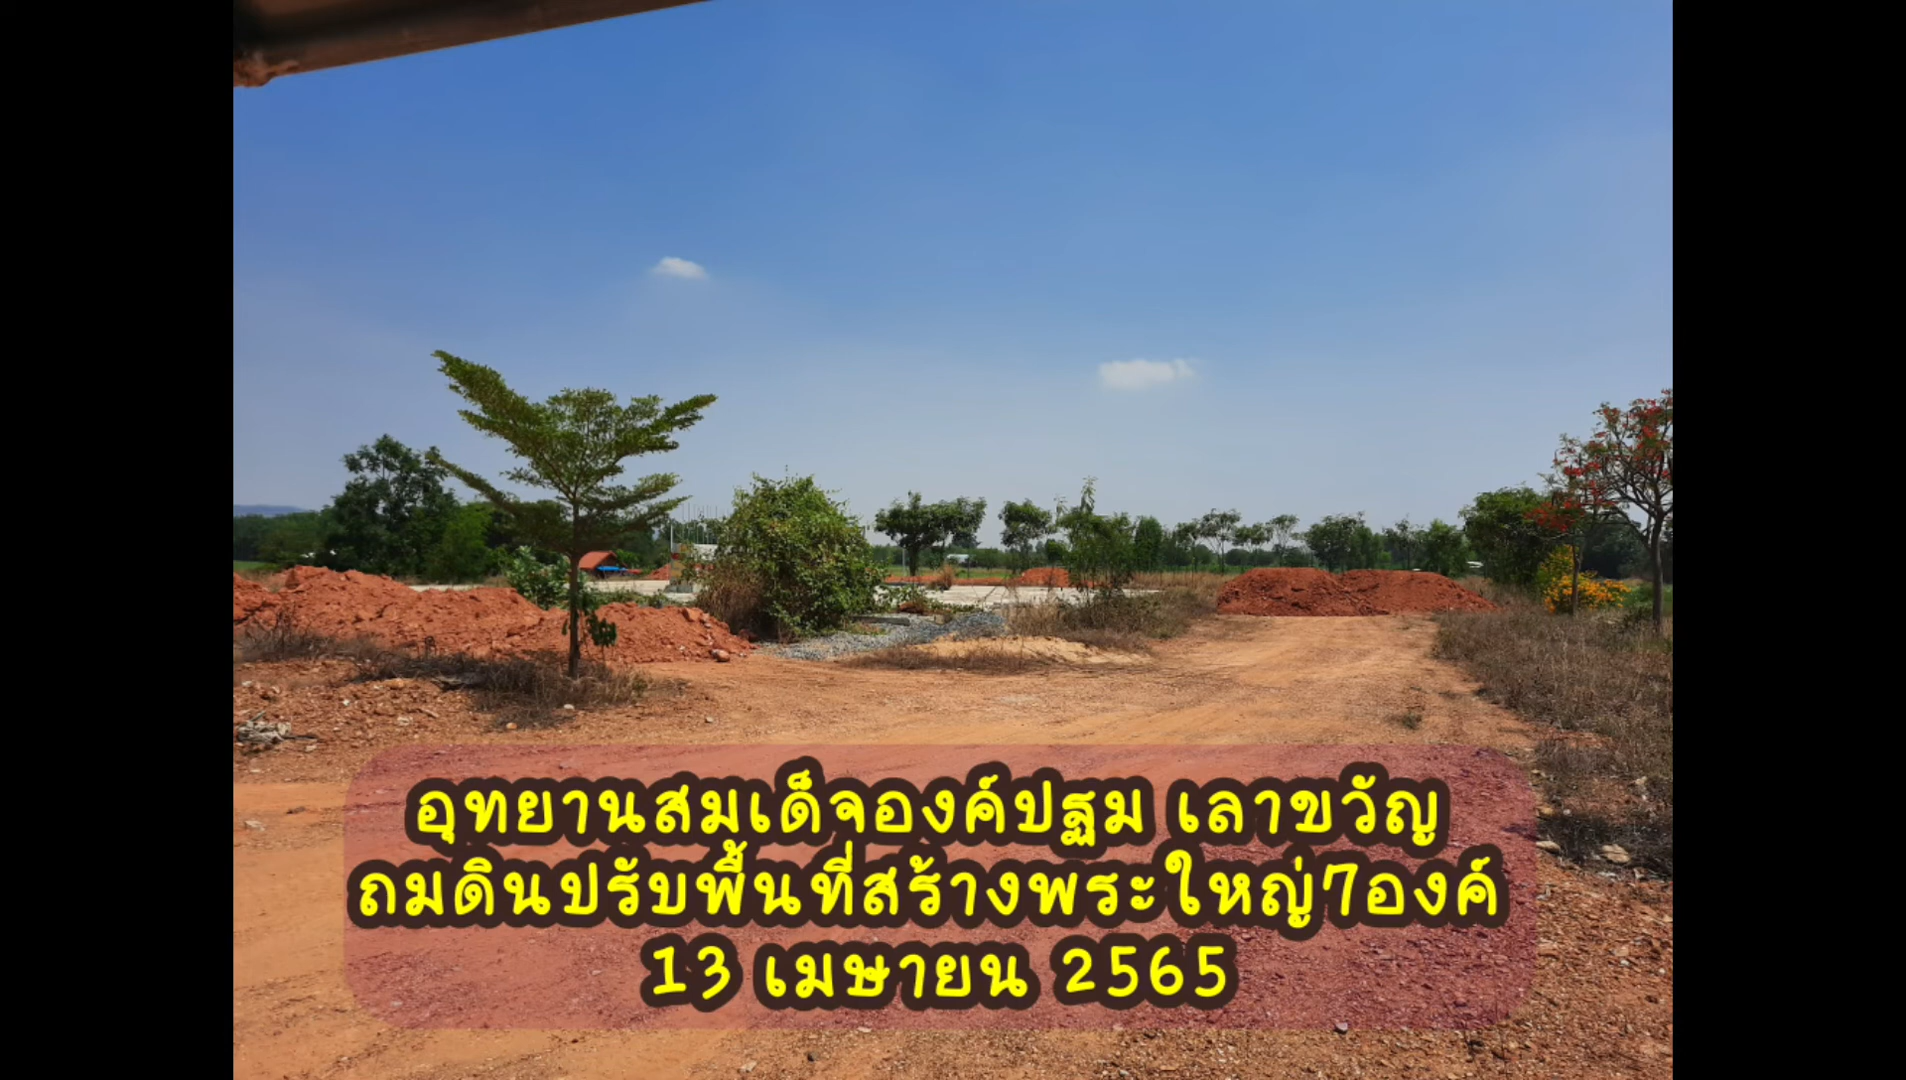 อุทยานสมเด็จองค์ปฐม เลาขวัญ
ถมดินปรับพื้นที่สร้างพระใหญ่7องค์
13 เมษายน 2565